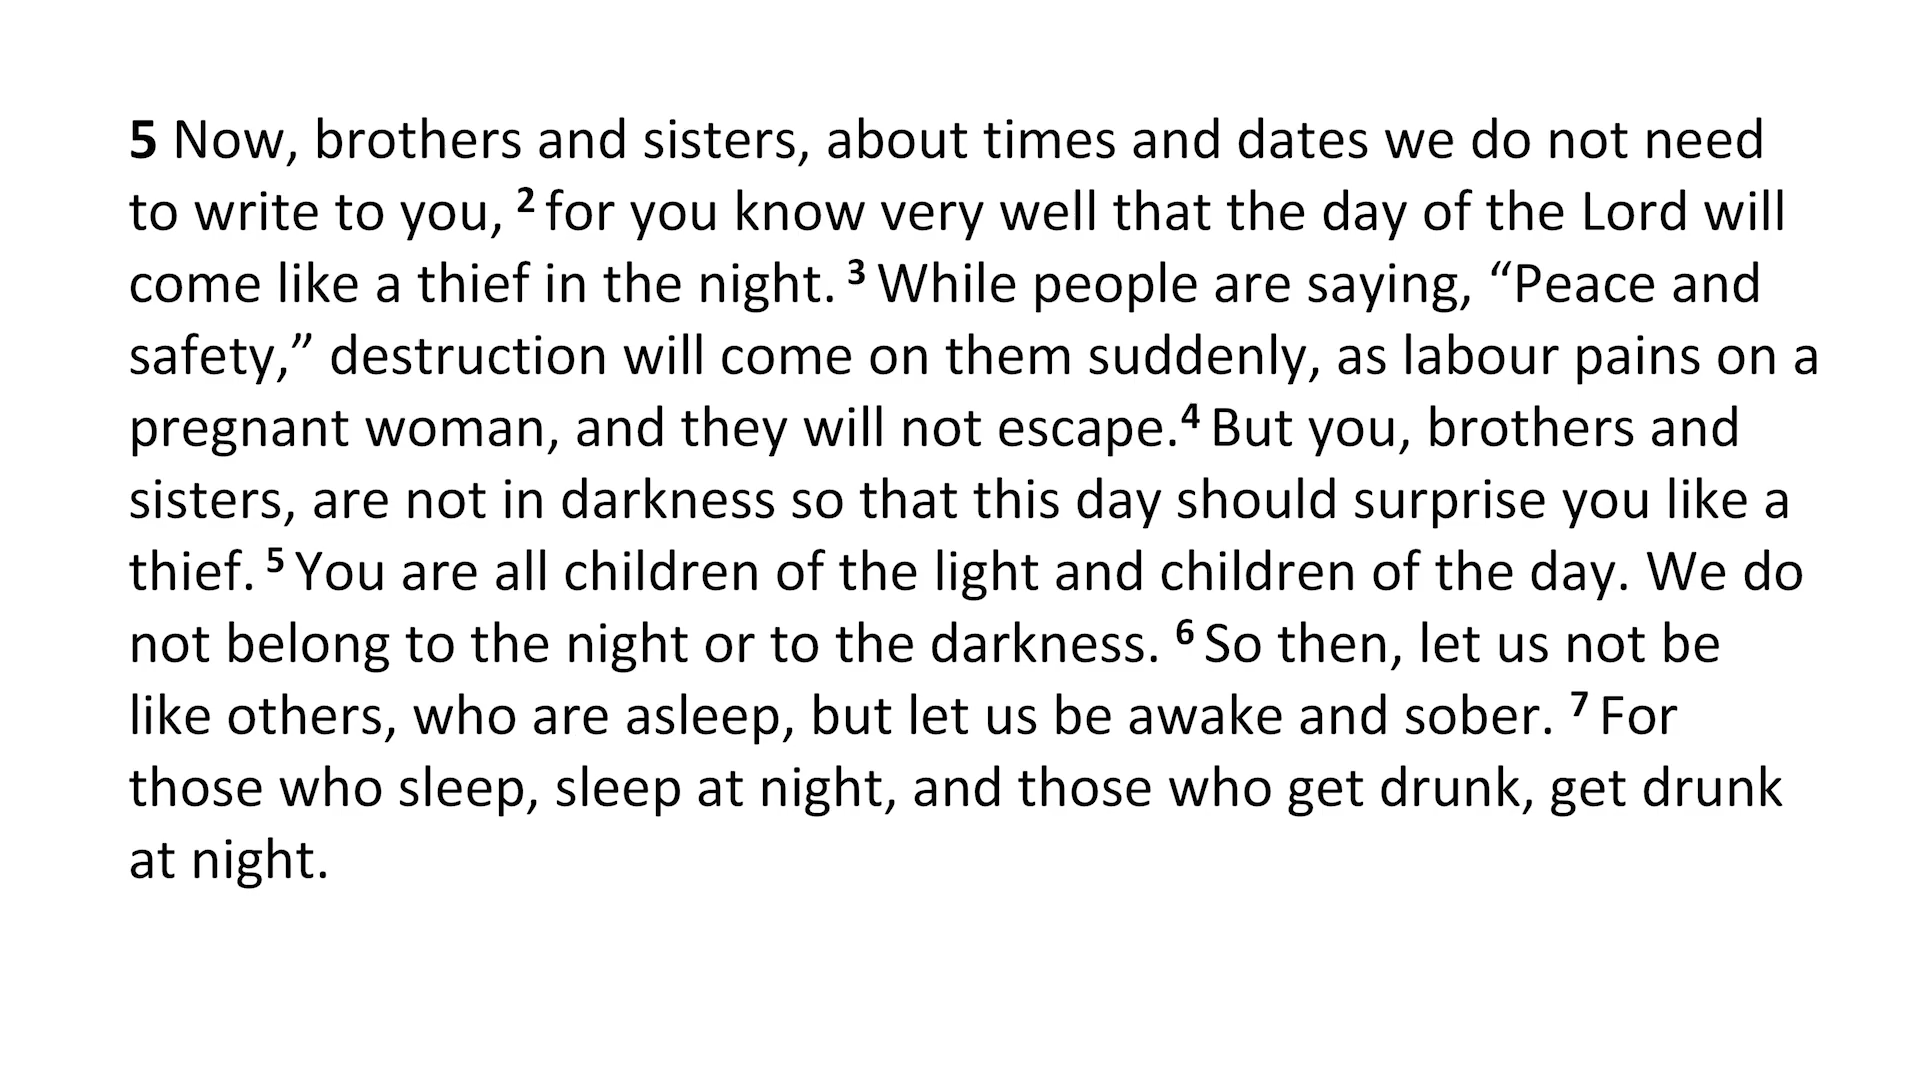 5 Now, brothers and sisters, about times and dates we do not need
to write to you, 2 for you know very well that the day of the Lord will
come like a thief in the night. 3 While people are saying, “Peace and
safety,” destruction will come on them suddenly, as labour pains on a
pregnant woman, and they will not escape.4 But you, brothers and
sisters, are not in darkness so that this day should surprise you like a
thief. 5 You are all children of the light and children of the day. We do
not belong to the night or to the darkness. 6 So then, let us not be
like others, who are asleep, but let us be awake and sober. 7 For
those who sleep, sleep at night, and those who get drunk, get drunk
at night.